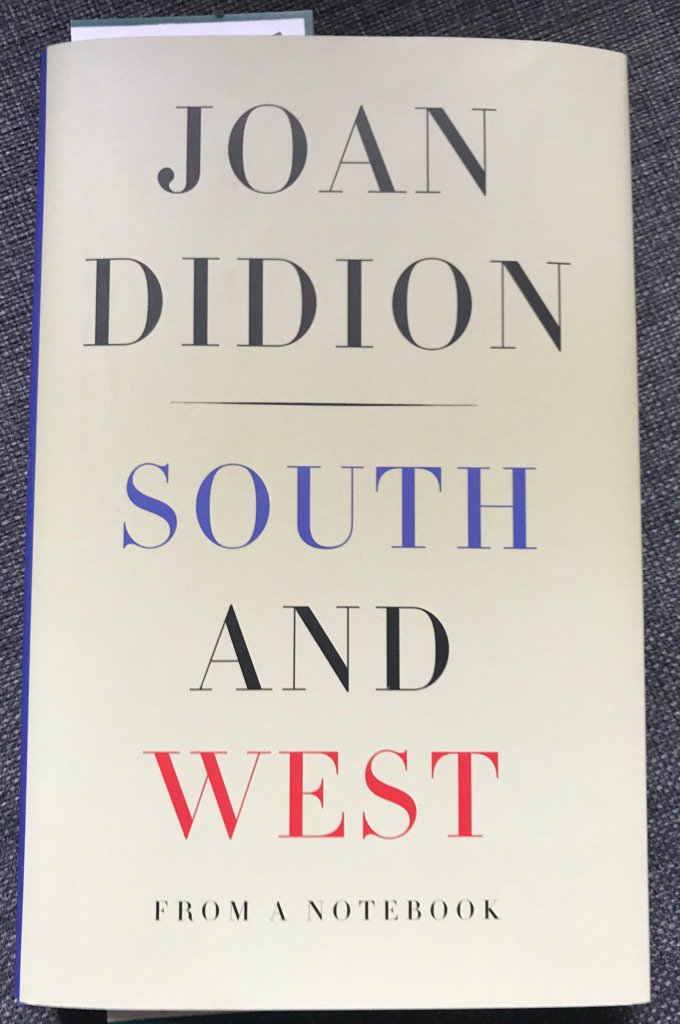 JOAN
DIDION
SOUTH
AND
WEST
FROM A NOTEBOOK